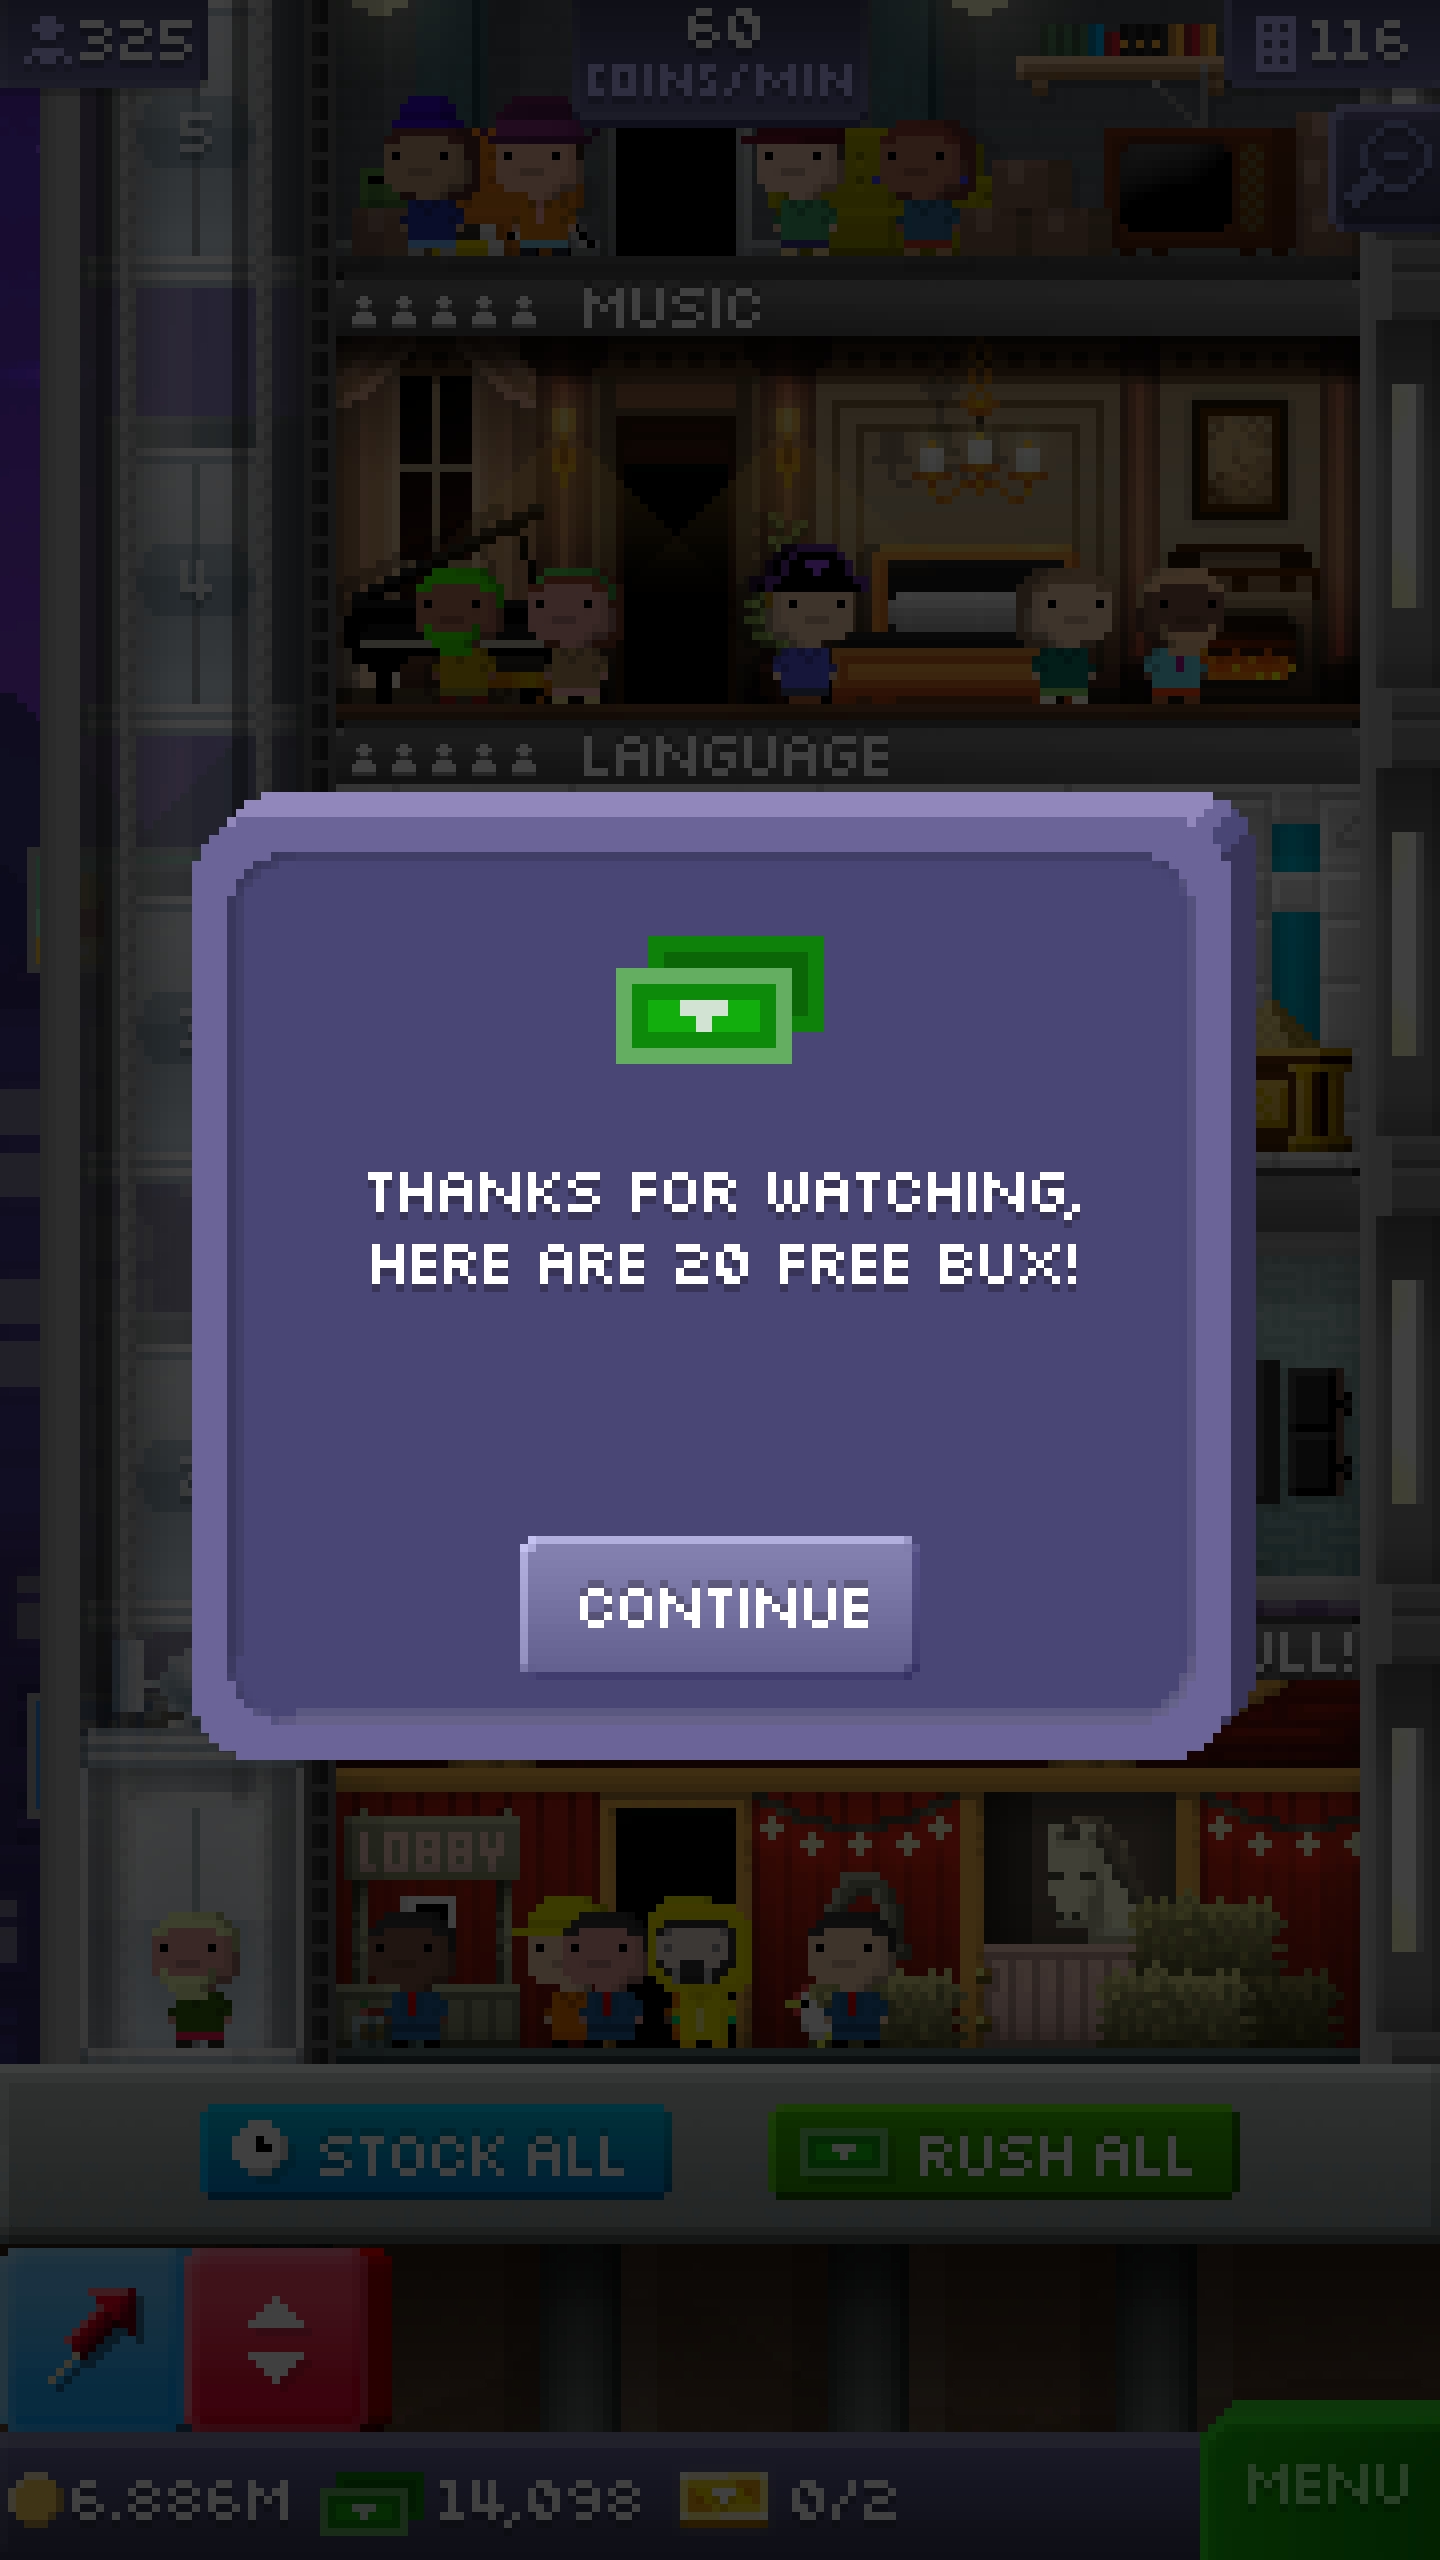 325
60
COINS/MIN
116
5
MUSIC
4
LANGUAGE
THANKS FOR WATCHING,
HERE ARE 20 FREE BUX!
CONTINUE
LOBBY
STOCK ALL
RUSH ALL
6.886M
14,098
0/2
MENU